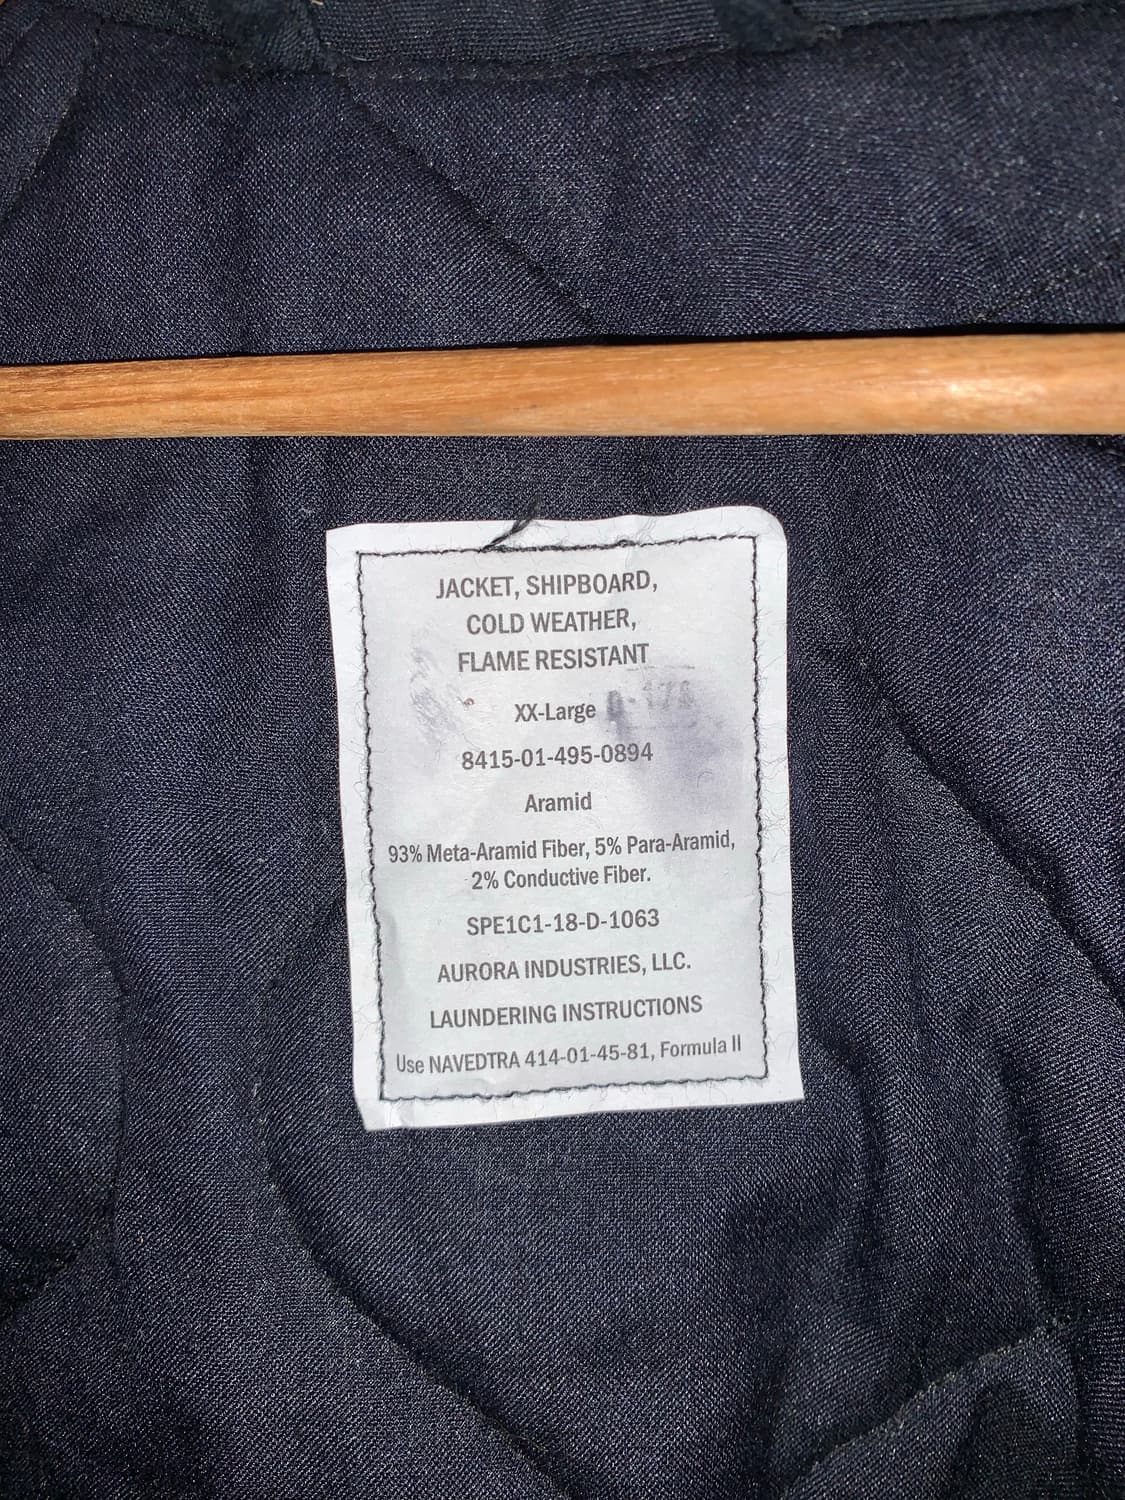 JACKET, SHIPBOARD,
COLD WEATHER,
FLAME RESISTANT
XX-Large
8415-01-495-0894
Aramid
93% Meta-Aramid Fiber, 5% Para-Aramid,
2% Conductive Fiber.
SPE1C1-18-D-1063
AURORA INDUSTRIES, LLC.
LAUNDERING INSTRUCTIONS
Use NAVEDTRA 414-01-45-81, Formula II